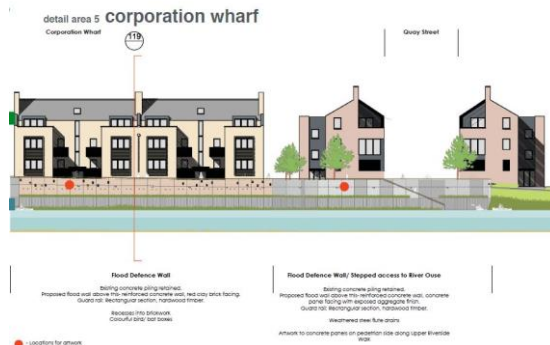 detail area 5 corporation wharf
Corporation Wharf
Quay Street
119
Flood Defence Wall
Existing concrete piling retained.
Proposed flood wall above this- reinforced concrete wall, red clay brick facing.
Guard rail: Rectangular section, hardwood timber.
Recesses into brickwork
Colourful bird/ bat boxes
Flood Defence Wall/ Stepped access to River Ouse
Existing concrete piling retained.
Proposed flood wall above this- reinforced concrete wall, concrete
panel facing with exposed aggregate finish.
Guard rail: Rectangular section, hardwood timber.
Weathered steel flute drains
Artwork to concrete panels on pedestrian side along Upper Riverside
Walk
- Locations for artwork